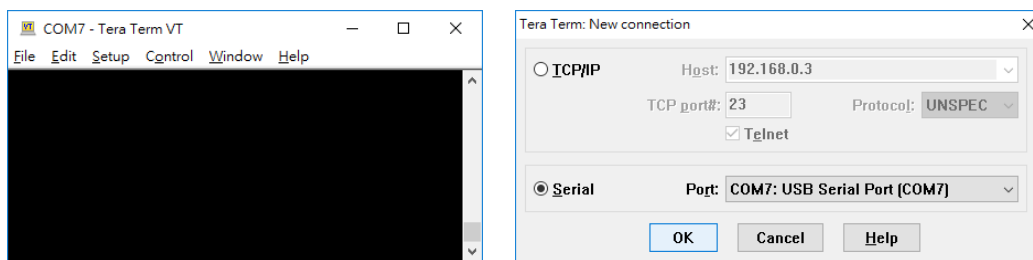 COM7 - Tera Term VT
File Edit Setup Control Window Help
Tera Term: New connection
TCP/IP Host: 192.168.0.3
TCP port#: 23 Protocol: UNSPEC
Telnet
Serial Port: COM7: USB Serial Port (COM7)
OK Cancel Help